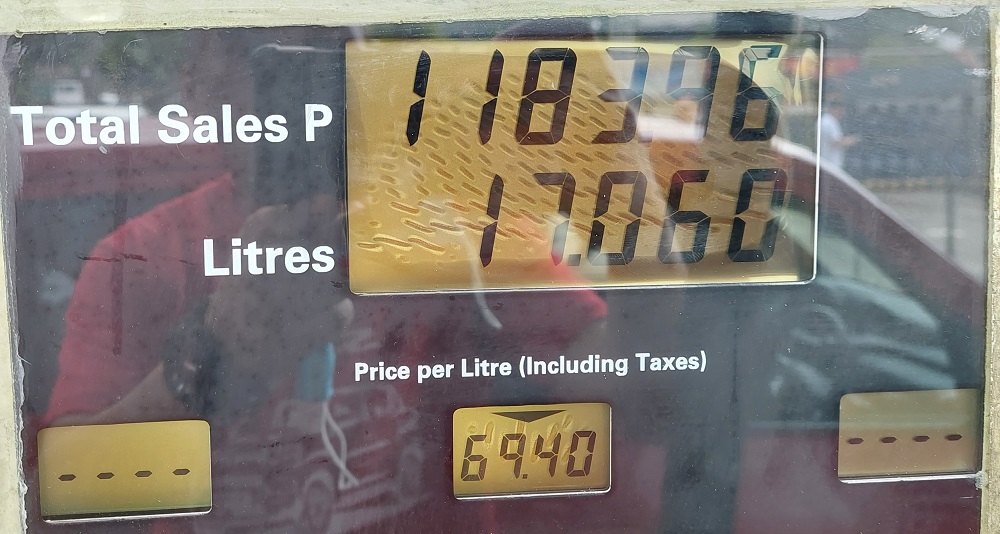 Total Sales P 1183.96
Litres 17.060
Price per Litre (Including Taxes)
---- 69.40 ----